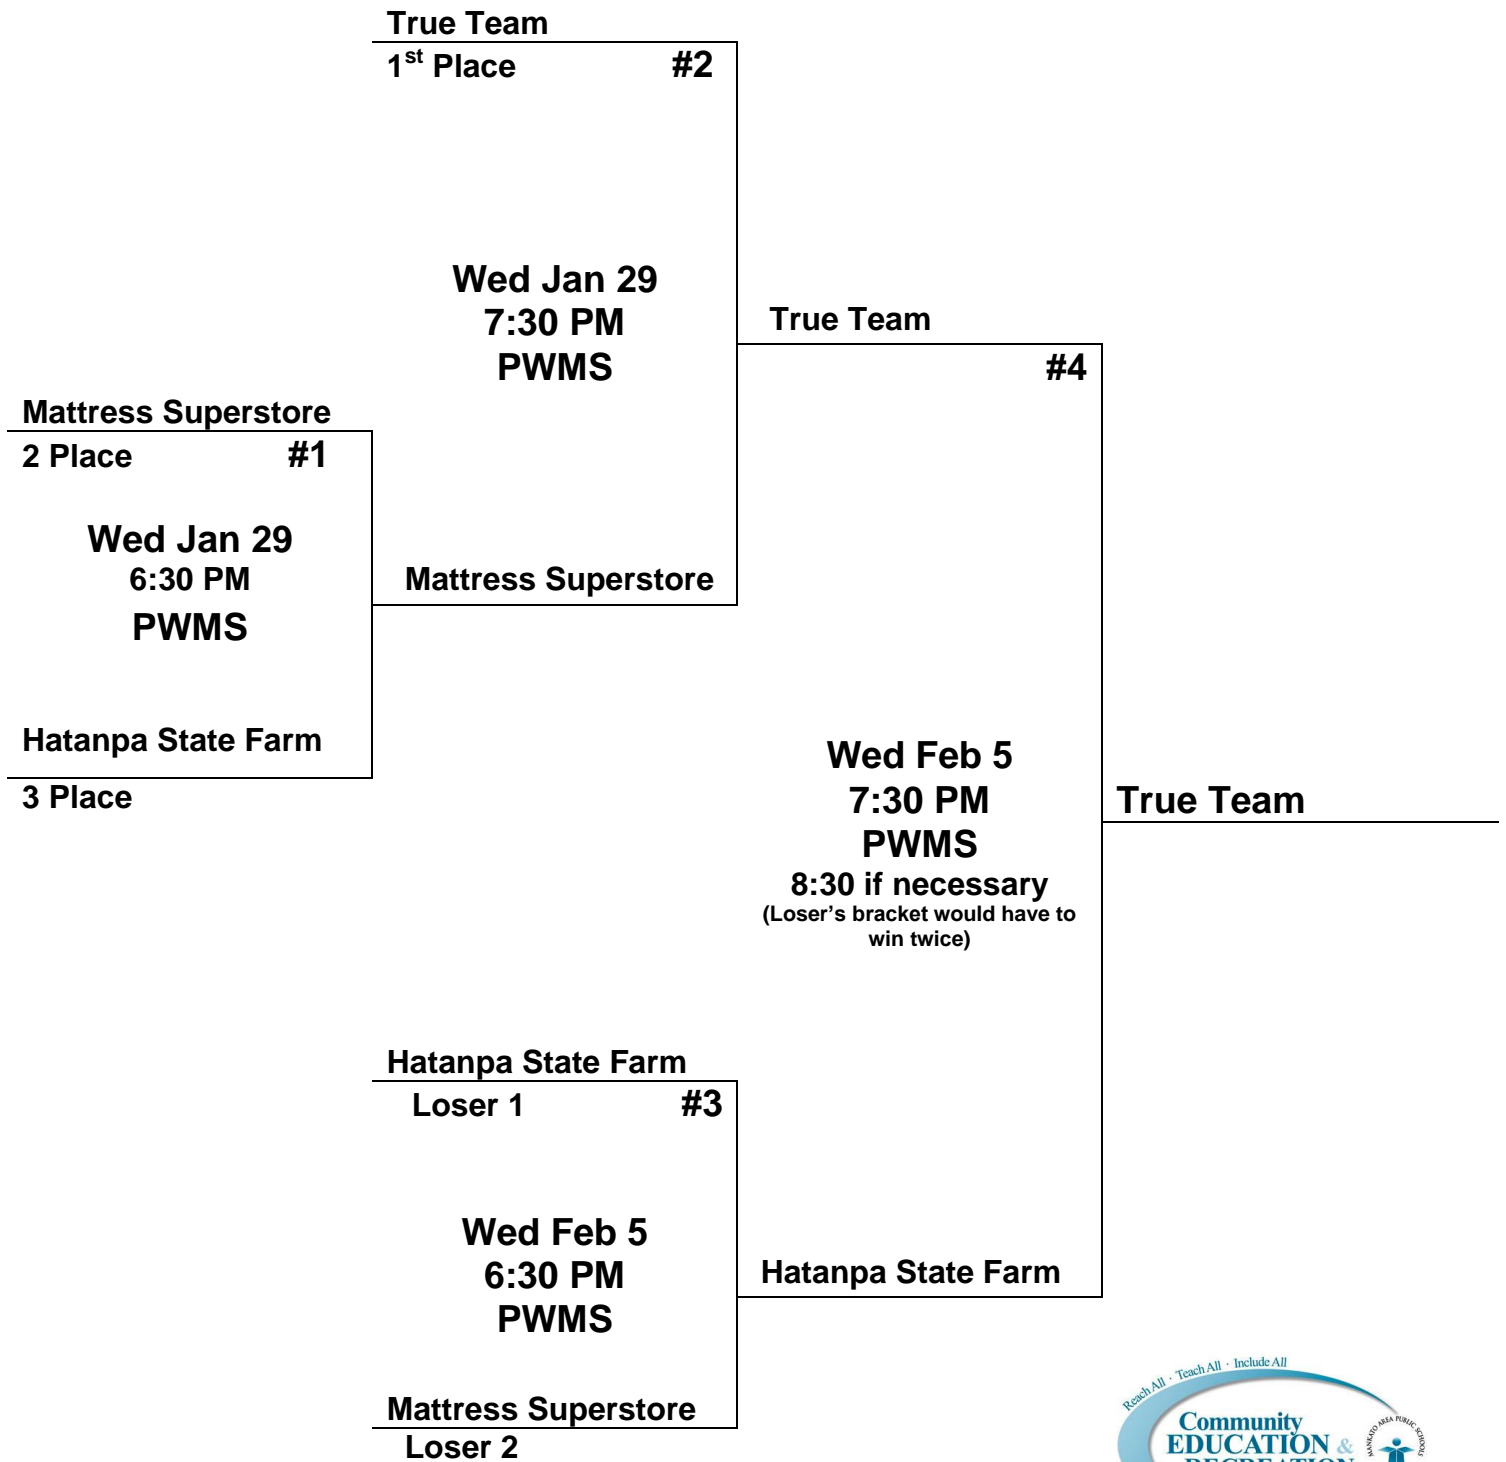 True Team
1st Place #2
Wed Jan 29
7:30 PM
PWMS
True Team
#4
Mattress Superstore
2 Place #1
Wed Jan 29
6:30 PM
PWMS
Mattress Superstore
Hatanpa State Farm
3 Place
Wed Feb 5
7:30 PM
PWMS
8:30 if necessary
(Loser’s bracket would have to
win twice)
True Team
Hatanpa State Farm
Loser 1 #3
Wed Feb 5
6:30 PM
PWMS
Hatanpa State Farm
Mattress Superstore
Loser 2
Reach All · Teach All · Include All
Community
EDUCATION &
RECREATION
MANKATO AREA PUBLIC SCHOOLS